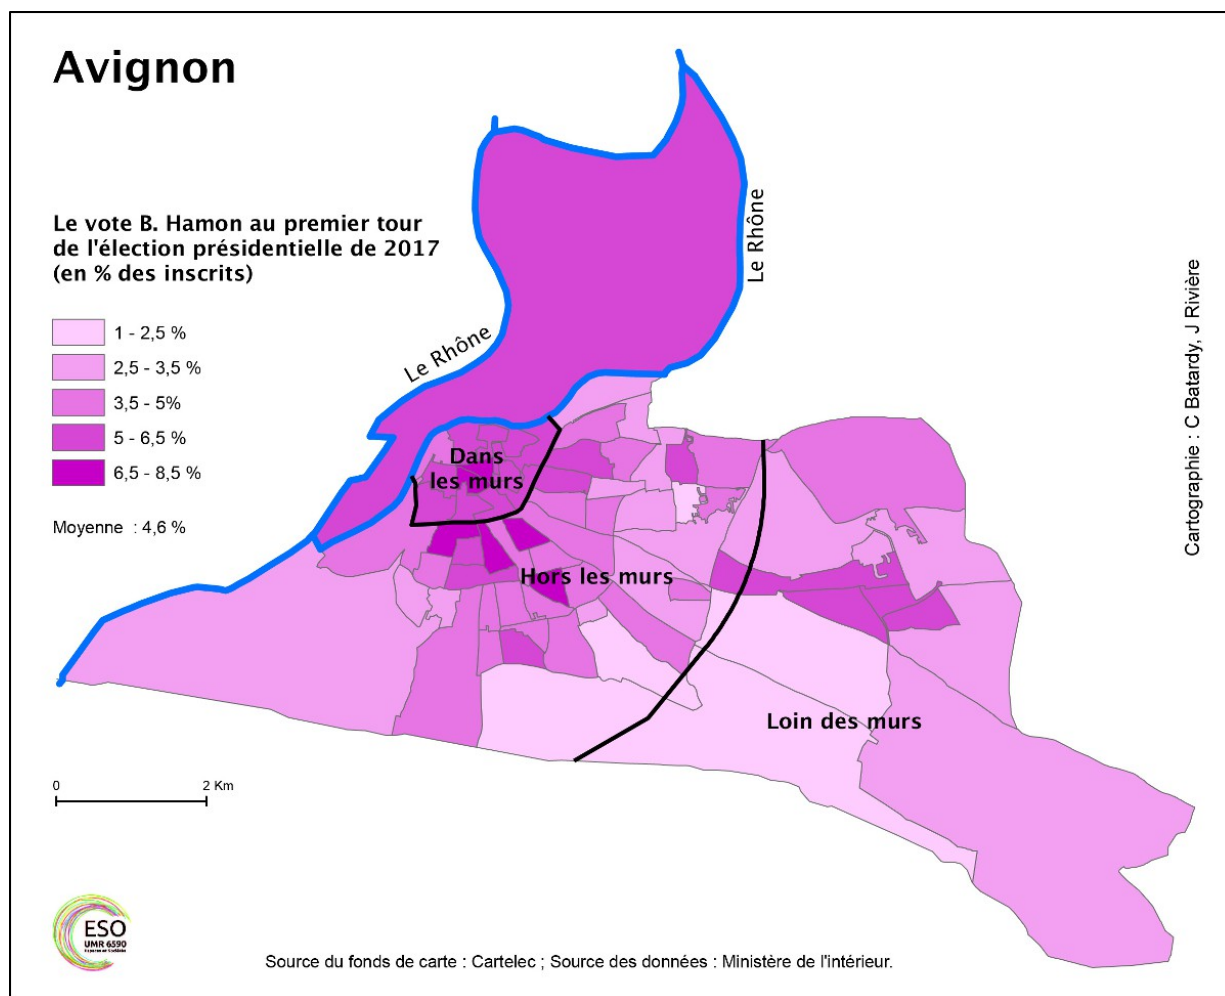 Avignon
Le vote B. Hamon au premier tour
de l'élection présidentielle de 2017
(en % des inscrits)
1 - 2,5 %
2,5 - 3,5 %
3,5 - 5%
5 - 6,5 %
6,5 - 8,5 %
Moyenne : 4,6 %
Le Rhône
Le Rhône
Dans
les murs
Hors les murs
Loin des murs
Cartographie : C Batardy, J Rivière
0
2 Km
ESO
UMR 6590
Source du fonds de carte : Cartelec ; Source des données : Ministère de l'intérieur.